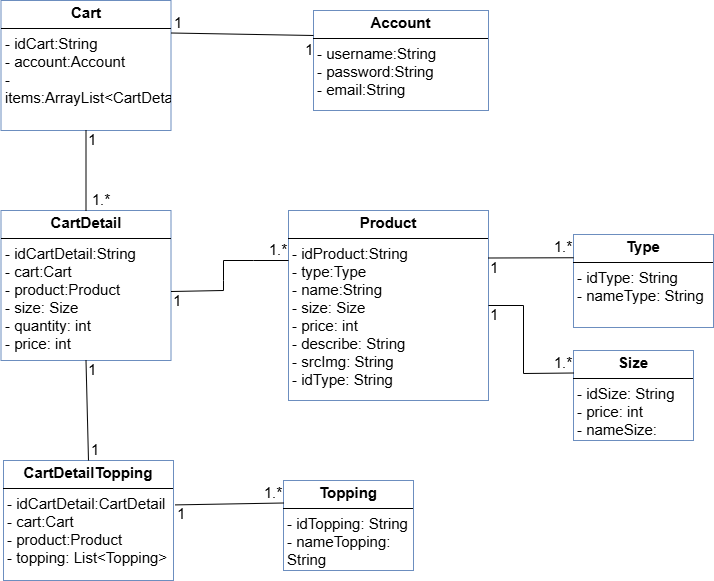 Cart
- idCart:String
- account:Account
-
items:ArrayList<CartDeta
1
1
Account
- username:String
- password:String
- email:String
1
1.*
CartDetail
- idCartDetail:String
- cart:Cart
- product:Product
- size: Size
- quantity: int
- price: int
1
1.*
Product
- idProduct:String
- type:Type
- name:String
- size: Size
- price: int
- describe: String
- srcImg: String
- idType: String
1
1.*
Type
- idType: String
- nameType: String
1
1.*
Size
- idSize: String
- price: int
- nameSize:
1
1
CartDetailTopping
- idCartDetail:CartDetail
- cart:Cart
- product:Product
- topping: List<Topping>
1
1.*
Topping
- idTopping: String
- nameTopping:
String